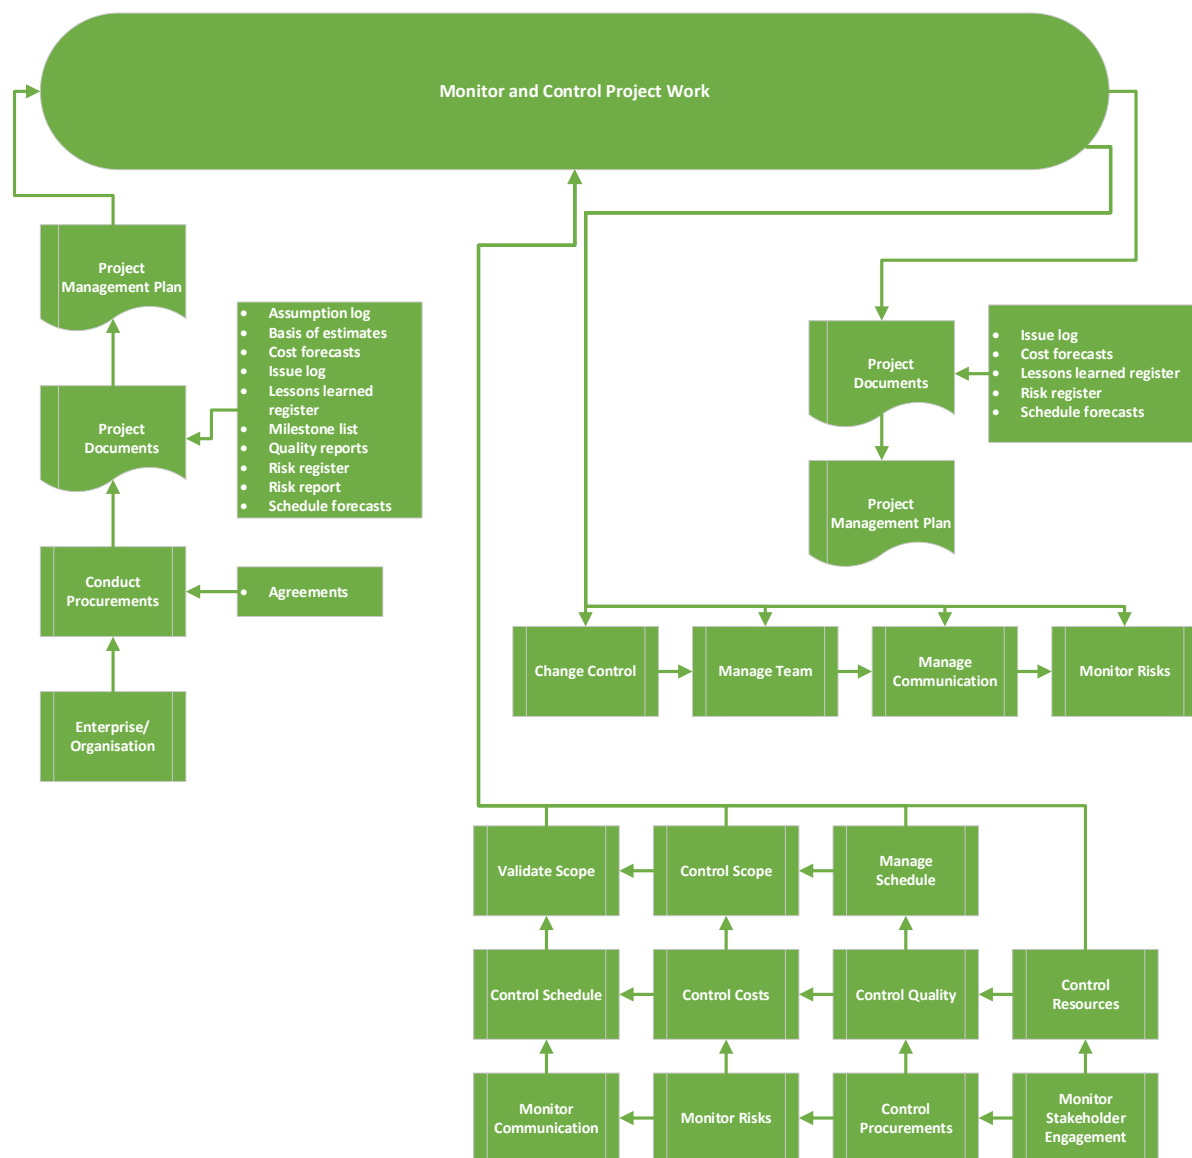 Monitor and Control Project Work
Project
Management Plan
• Assumption log
• Basis of estimates
• Cost forecasts
• Issue log
• Lessons learned
register
• Milestone list
• Quality reports
• Risk register
• Risk report
• Schedule forecasts
Project
Documents
Conduct
Procurements
• Agreements
Enterprise/
Organisation
Project
Documents
• Issue log
• Cost forecasts
• Lessons learned register
• Risk register
• Schedule forecasts
Project
Management Plan
Change Control
Manage Team
Manage
Communication
Monitor Risks
Validate Scope
Control Scope
Manage
Schedule
Control Schedule
Control Costs
Control Quality
Control
Resources
Monitor
Communication
Monitor Risks
Control
Procurements
Monitor
Stakeholder
Engagement